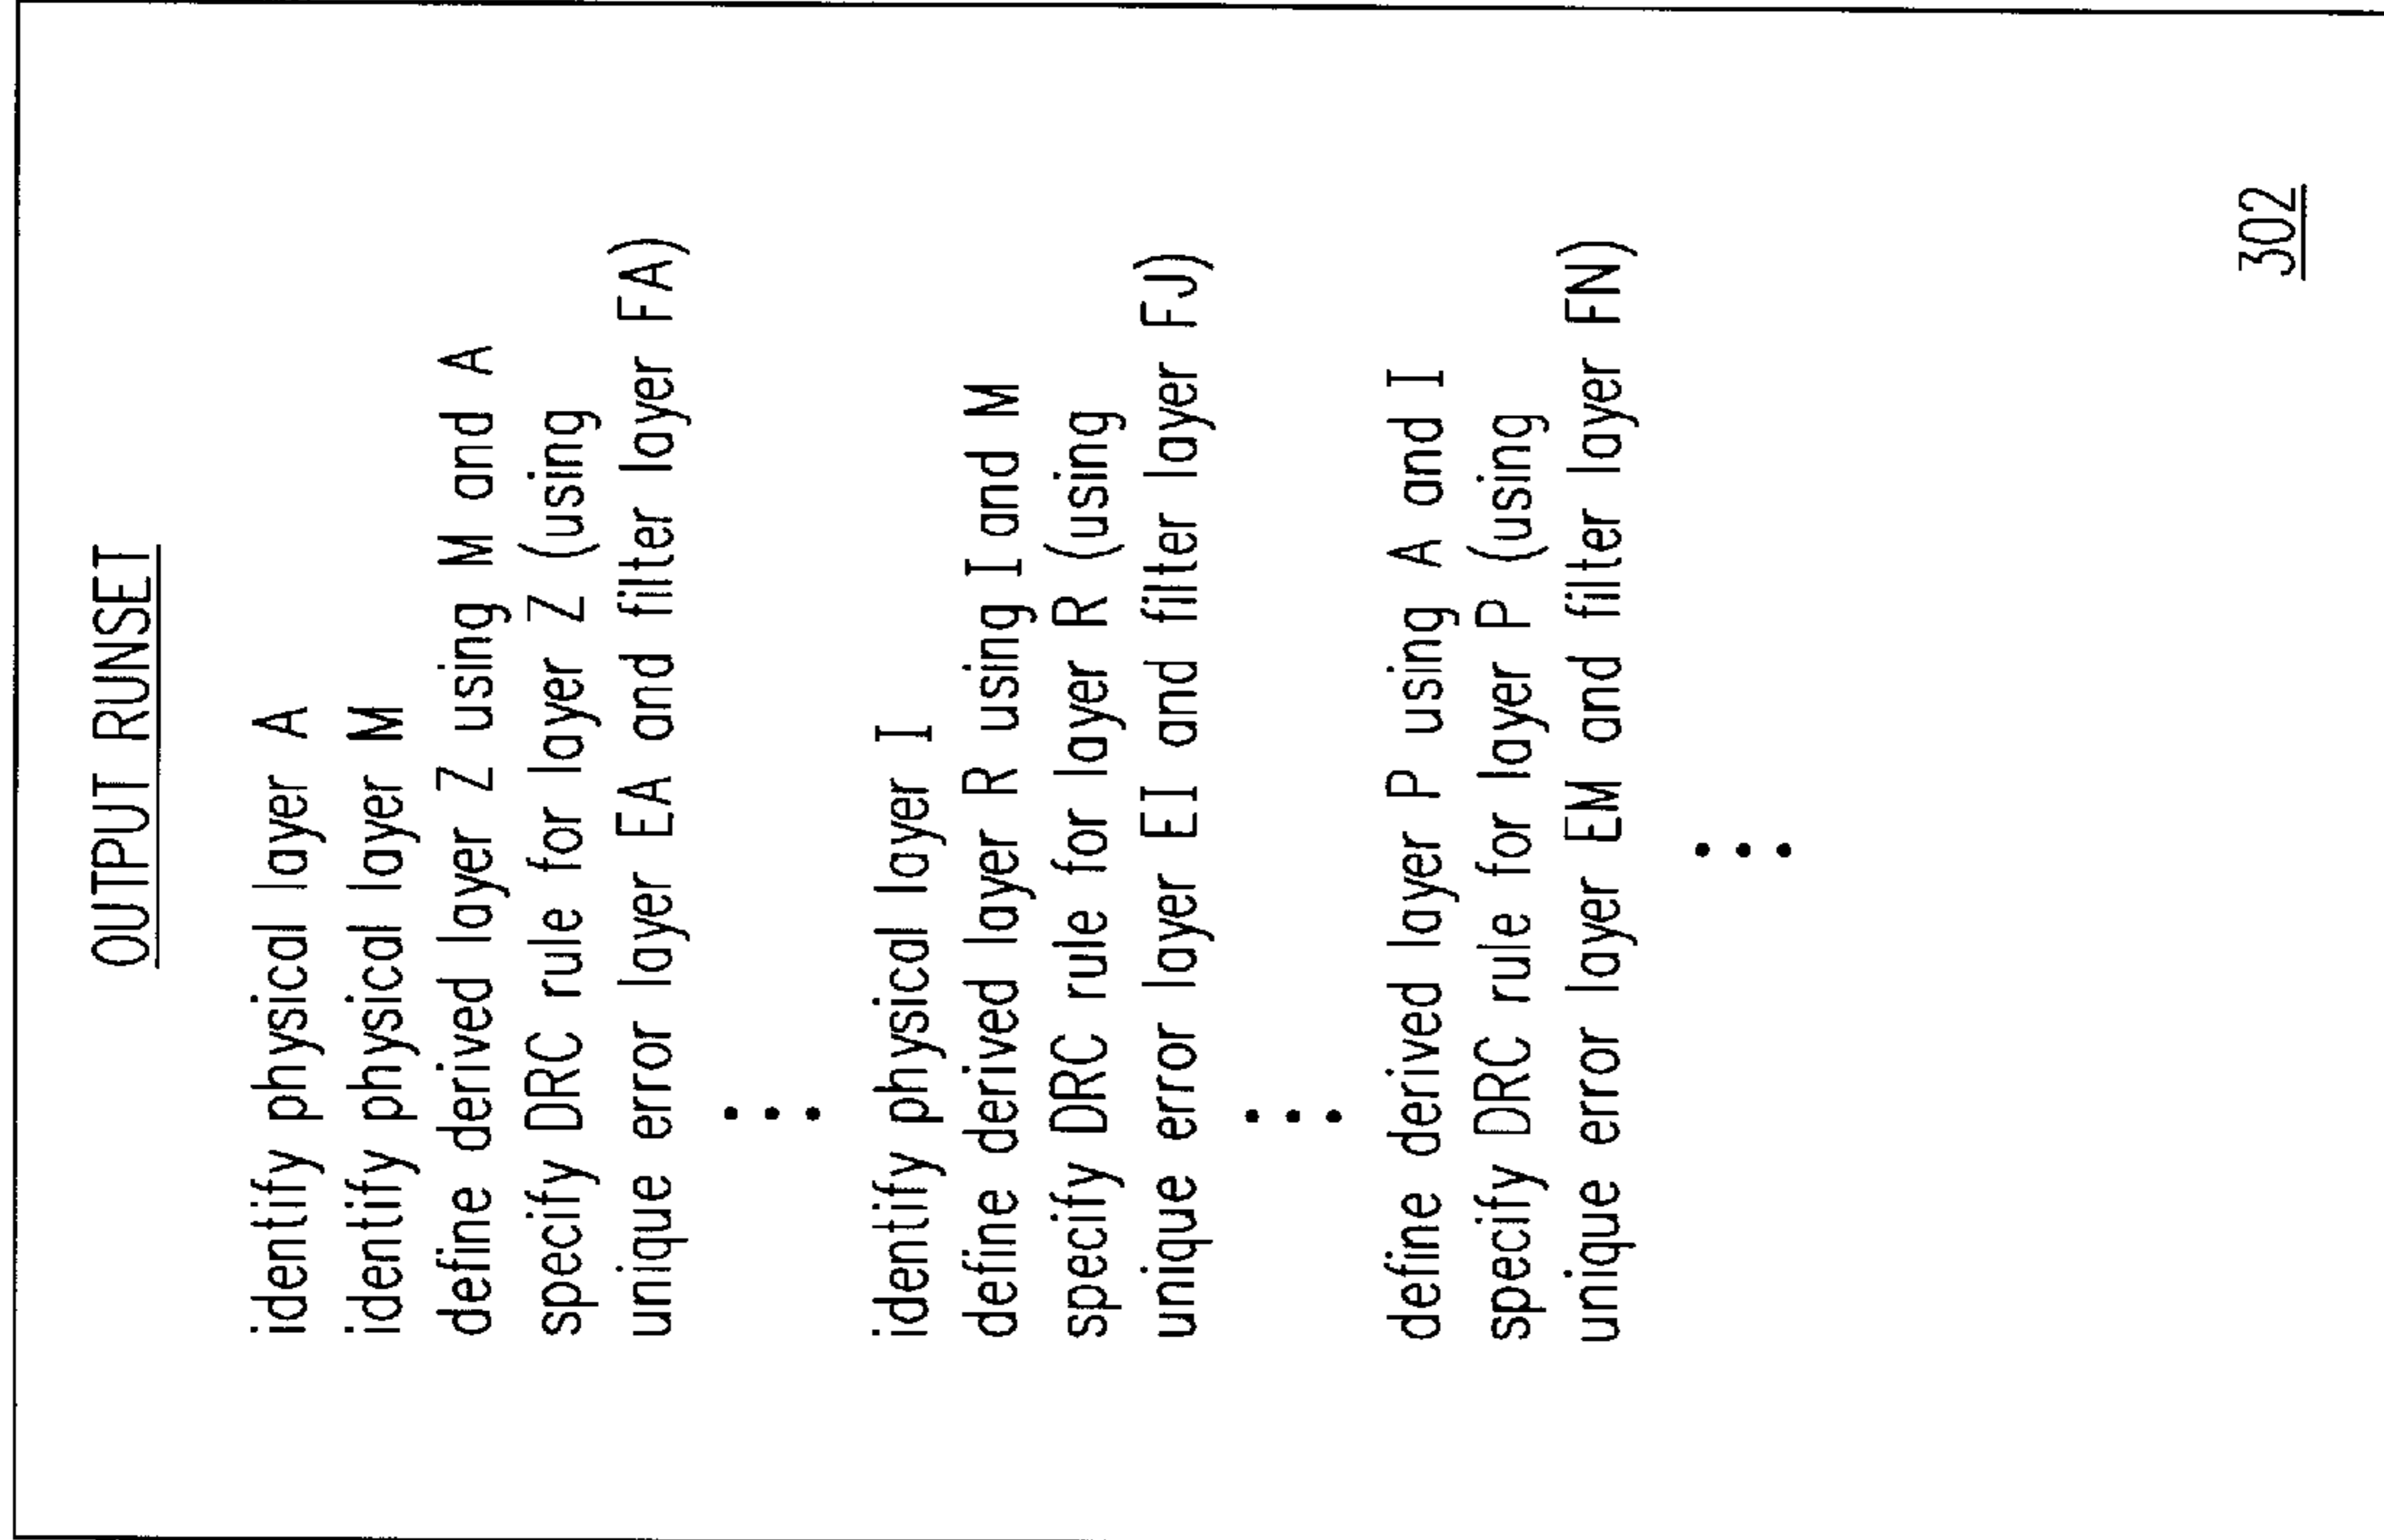 OUTPUT RUNSET
identify physical layer A
identify physical layer M
define derived layer Z using M and A
specify DRC rule for layer Z (using
unique error layer EA and filter layer FA)
identify physical layer I
define derived layer R using I and M
specify DRC rule for layer R (using
unique error layer EI and filter layer FJ)
define derived layer P using A and I
specify DRC rule for layer P (using
unique error layer EM and filter layer FN)
302